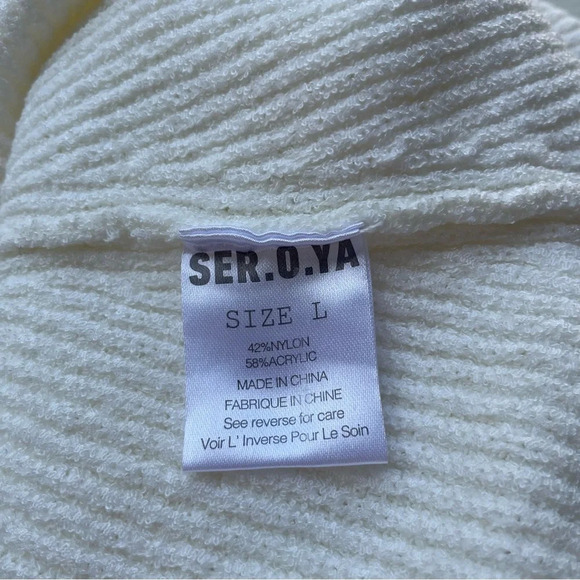 SER.O.YA
SIZE L
42%NYLON
58%ACRYLIC
MADE IN CHINA
FABRIQUE IN CHINE
See reverse for care
Voir L' Inverse Pour Le Soin